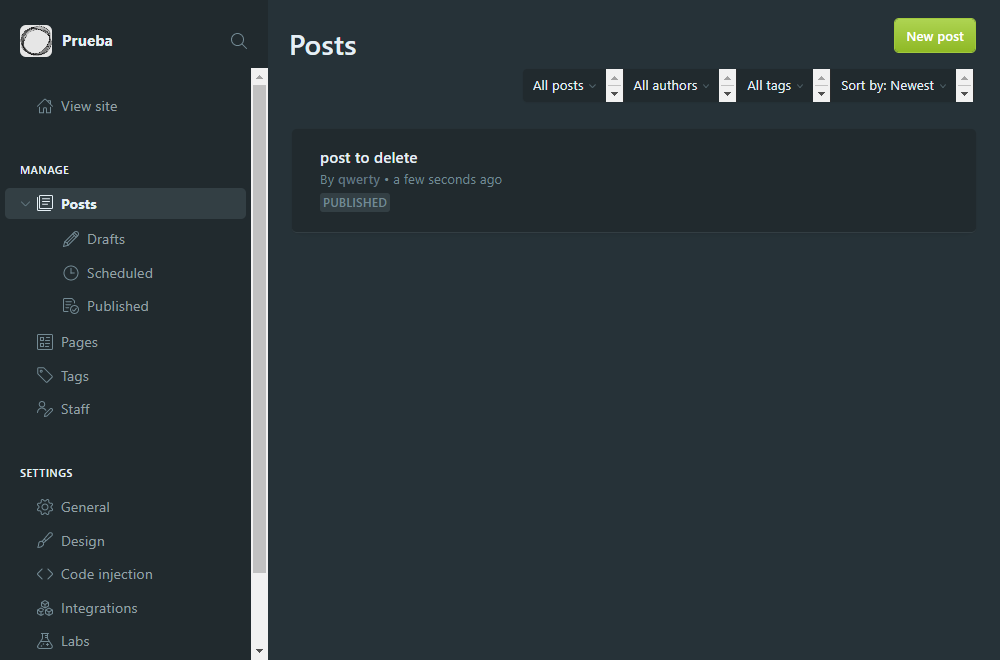 Prueba
View site
MANAGE
Posts
Drafts
Scheduled
Published
Pages
Tags
Staff
SETTINGS
General
Design
Code injection
Integrations
Labs
Posts
New post
All posts All authors All tags Sort by: Newest
post to delete
By qwerty • a few seconds ago
PUBLISHED